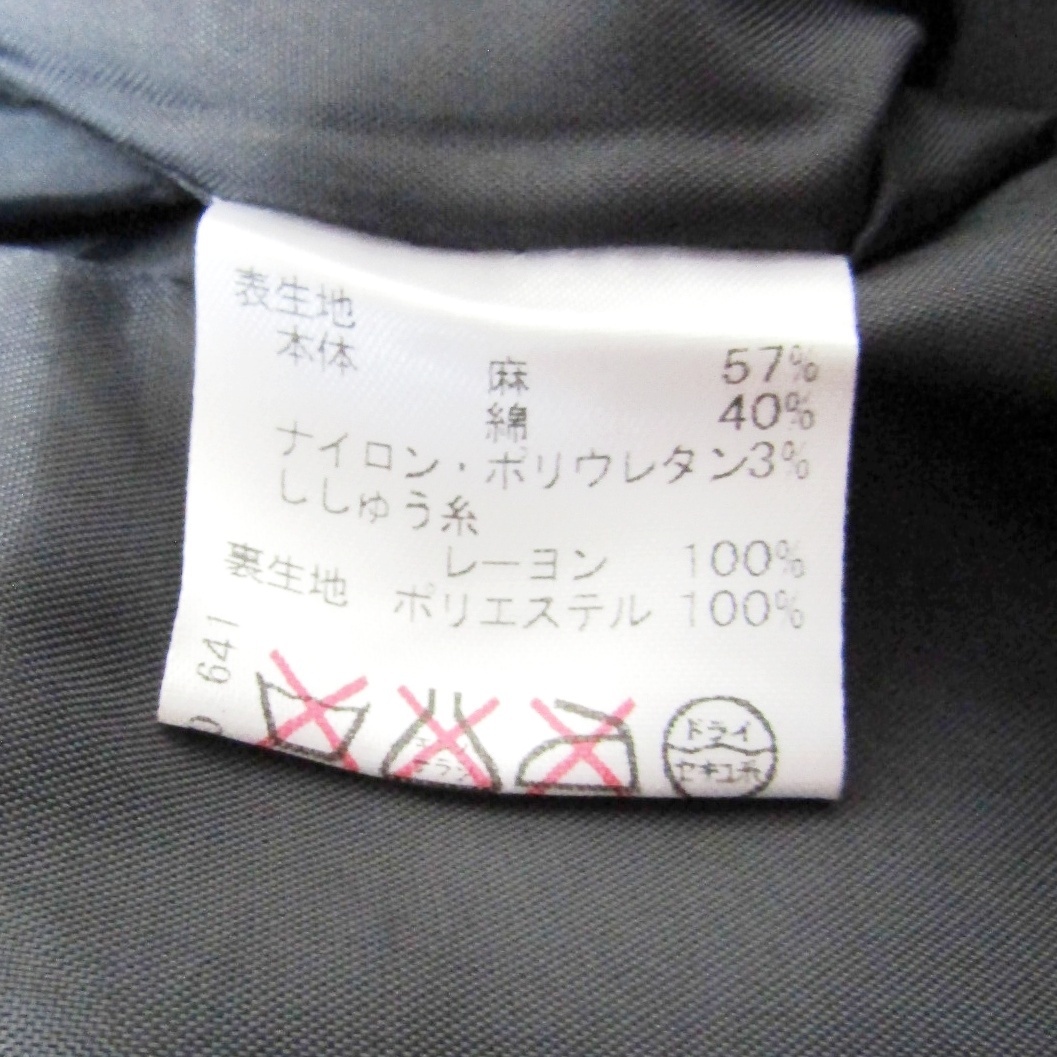 表生地
本体
麻 57%
綿 40%
ナイロン・ポリウレタン3%
ししゅう糸
レーヨン 100%
裏生地 ポリエステル 100%
641
ドライ
セキユ系